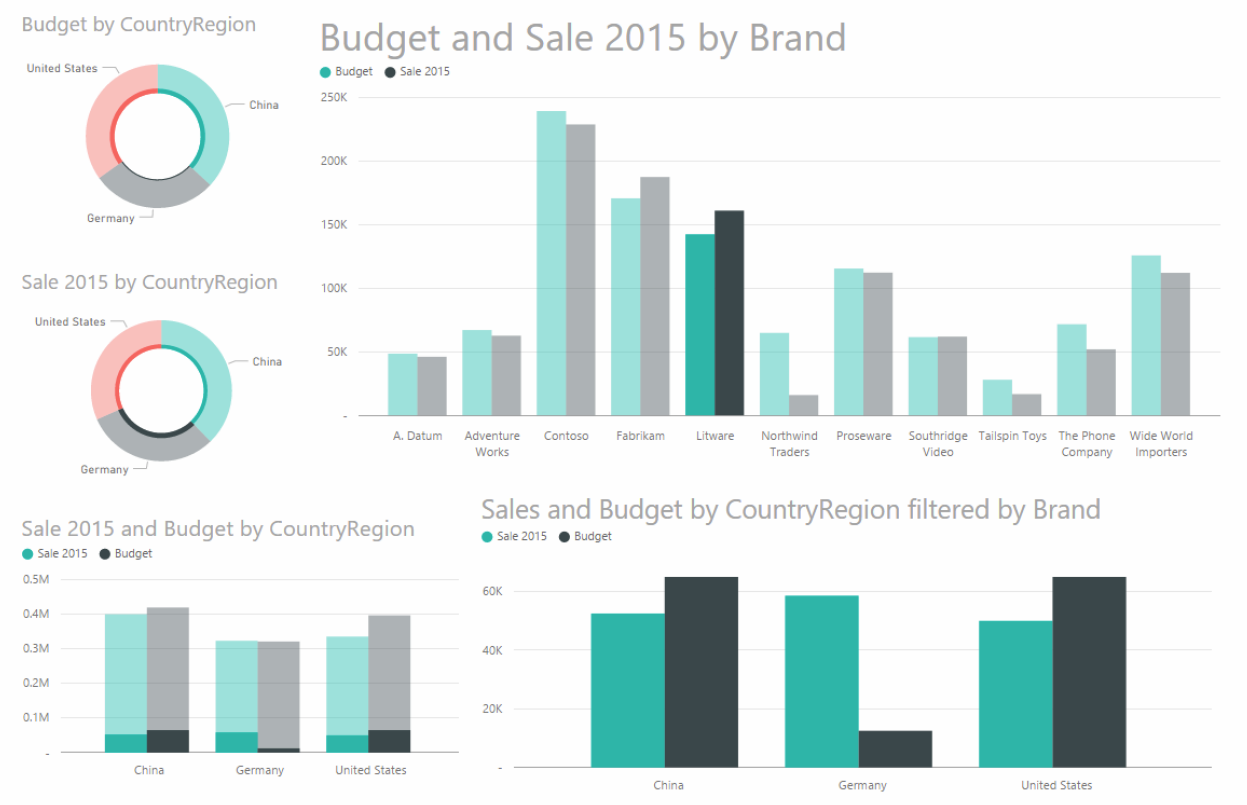 Budget by CountryRegion
United States
China
Germany
Sale 2015 by CountryRegion
United States
China
Germany
Budget and Sale 2015 by Brand
Budget Sale 2015
250K
200K
150K
100K
50K
-
A. Datum Adventure Contoso Fabrikam Litware Northwind Proseware Southridge Tailspin Toys The Phone Wide World
Works Traders Video Company Importers
Sale 2015 and Budget by CountryRegion
Sale 2015 Budget
0.5M
0.4M
0.3M
0.2M
0.1M
-
China Germany United States
Sales and Budget by CountryRegion filtered by Brand
Sale 2015 Budget
60K
40K
20K
-
China Germany United States